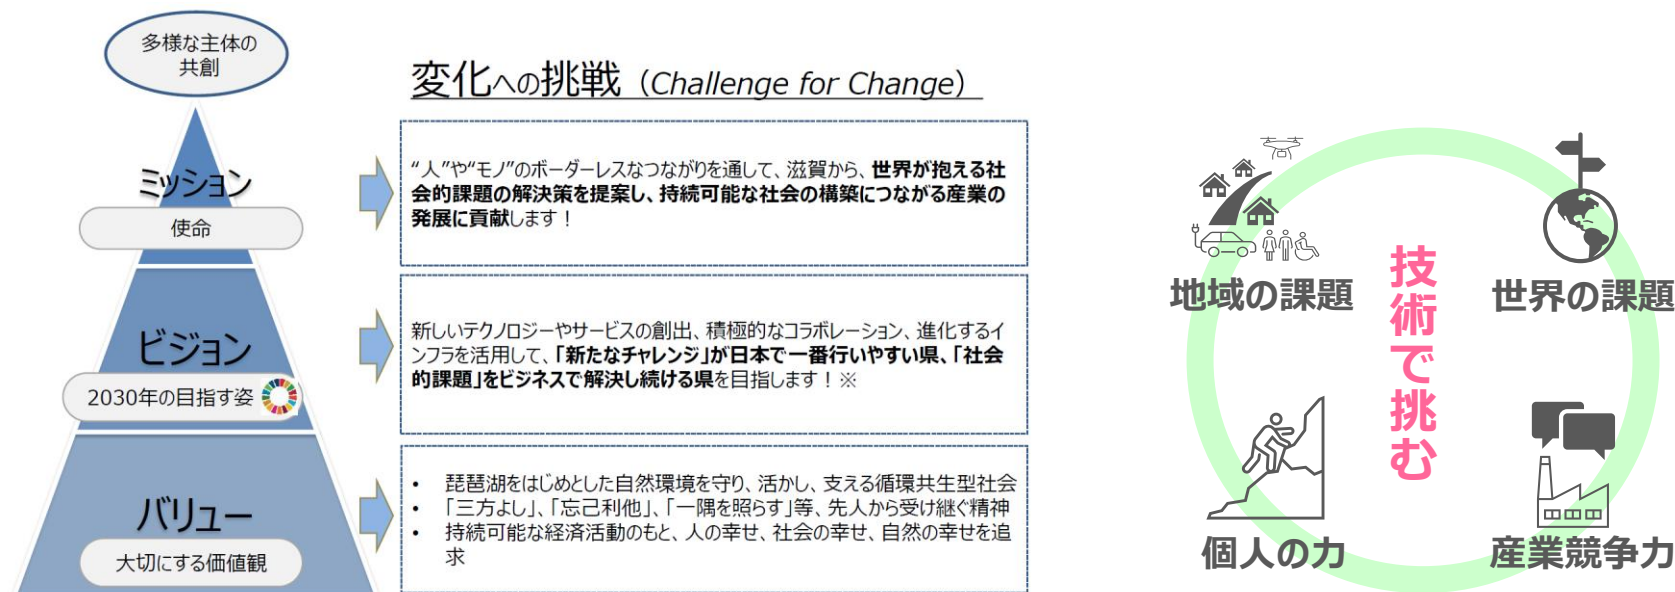 多様な主体の
共創
変化への挑戦（Challenge for Change）
ミッション
使命
“人”や“モノ”のボーダーレスなつながりを通して、滋賀から、世界が抱える社
会的課題の解決策を提案し、持続可能な社会の構築につながる産業の
発展に貢献します！
ビジョン
2030年の目指す姿
新しいテクノロジーやサービスの創出、積極的なコラボレーション、進化するイ
ンフラを活用して、「新たなチャレンジ」が日本で一番行いやすい県、「社会
的課題」をビジネスで解決し続ける県を目指します！※
バリュー
大切にする価値観
• 琵琶湖をはじめとした自然環境を守り、活かし、支える循環共生型社会
• 「三方よし」、「忘己利他」、「一隅を照らす」等、先人から受け継ぐ精神
• 持続可能な経済活動のもと、人の幸せ、社会の幸せ、自然の幸せを追
求
地域の課題
世界の課題
技術で挑む
個人の力
産業競争力